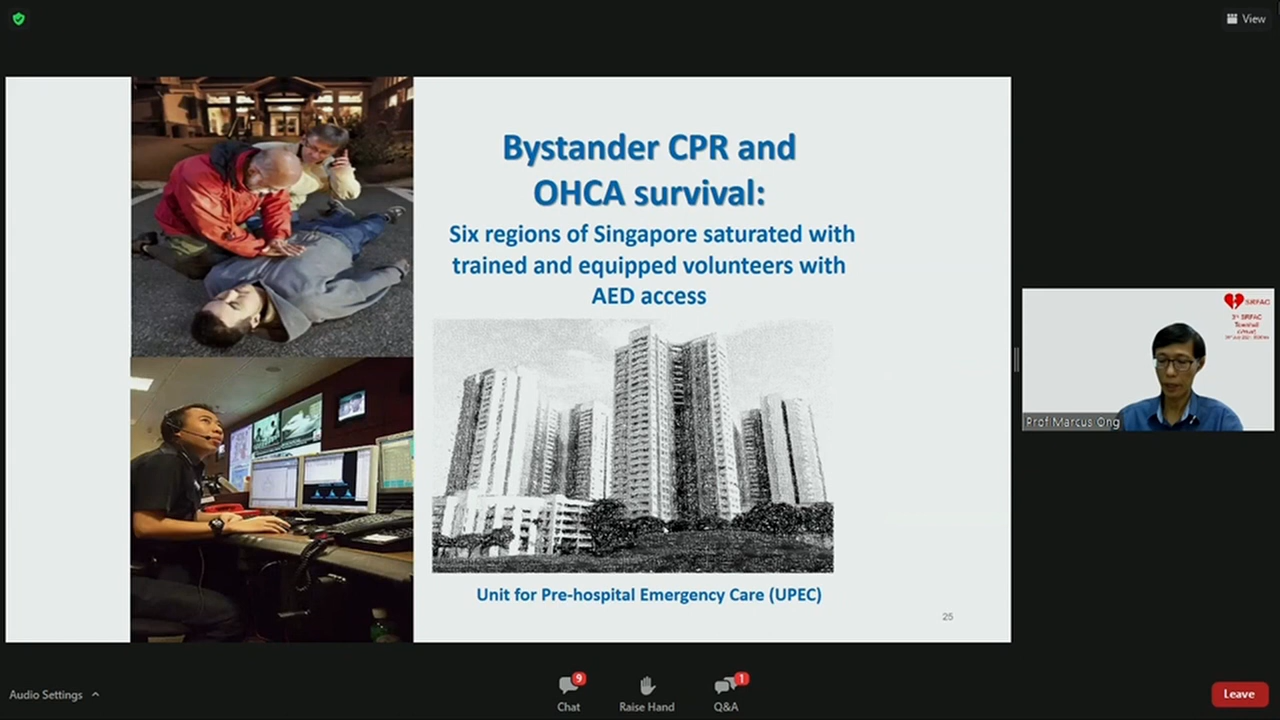 View
Bystander CPR and
OHCA survival:
Six regions of Singapore saturated with
trained and equipped volunteers with
AED access
Unit for Pre-hospital Emergency Care (UPEC)
25
SRFAC
SRFAC
Prof Marcus Ong
Audio Settings
9
Chat
Raise Hand
1
Q&A
Leave